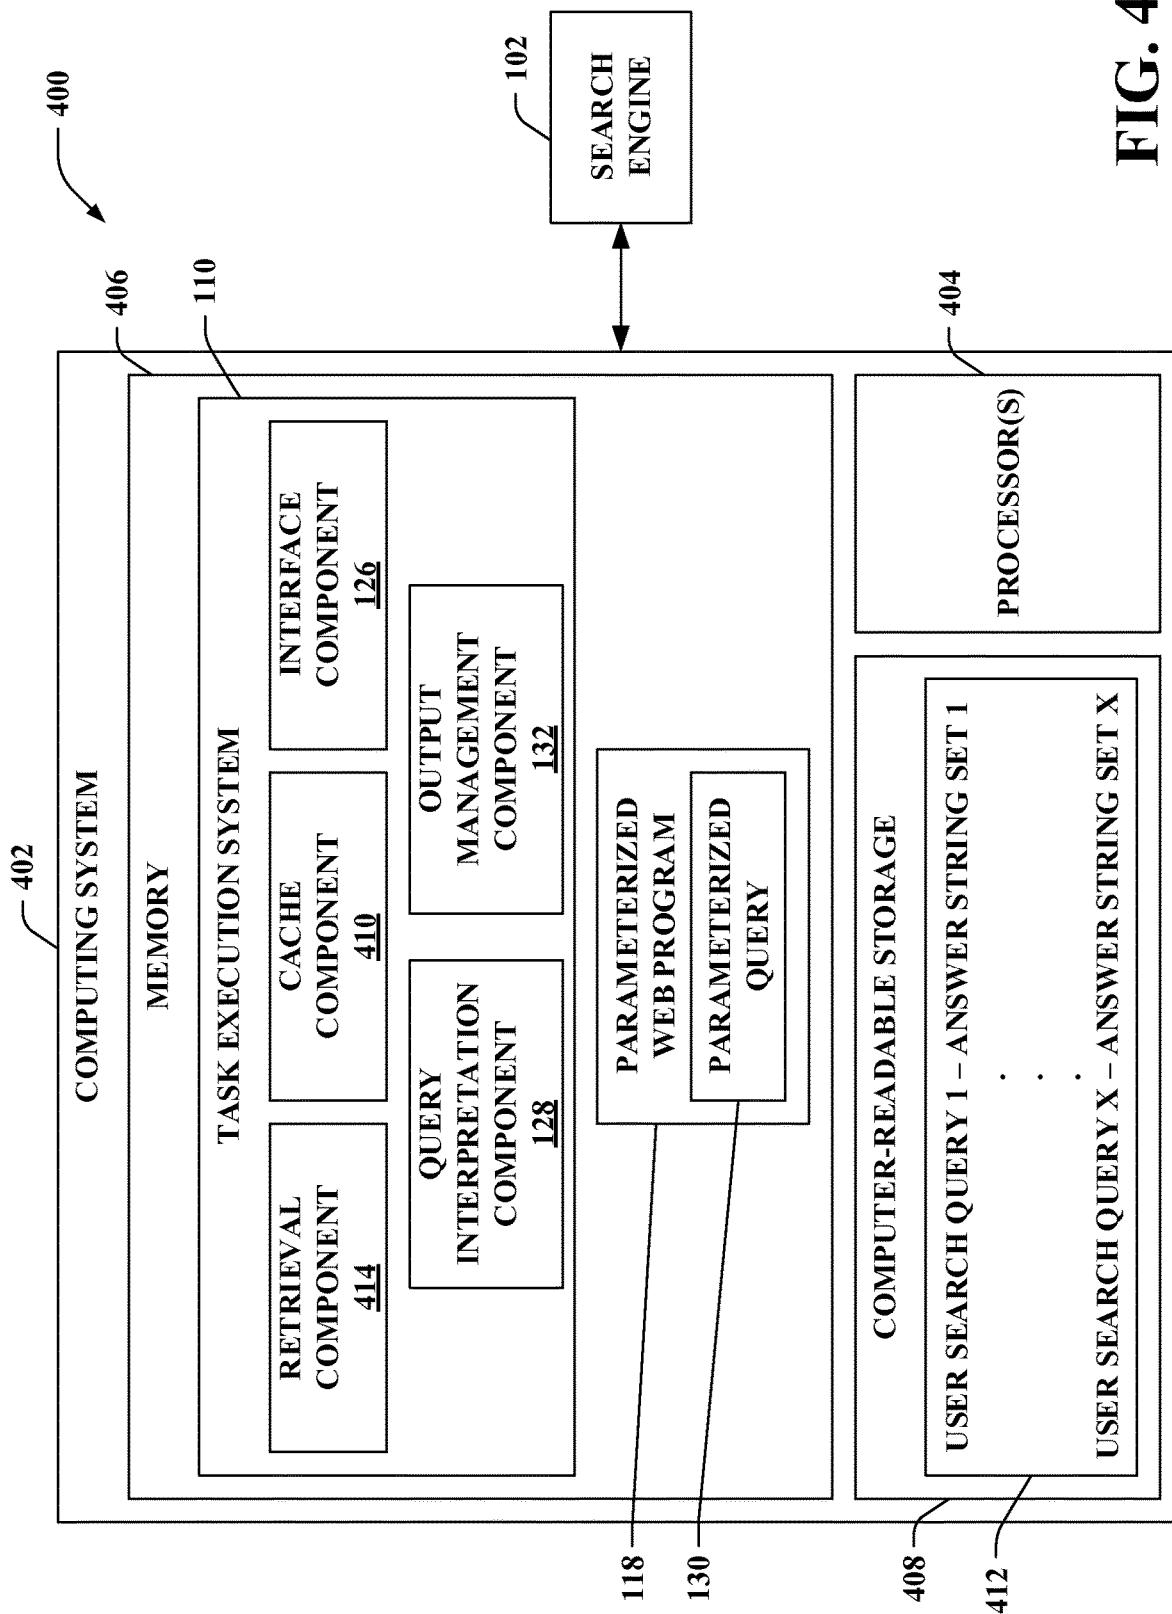 400
402
COMPUTING SYSTEM
406
MEMORY
110
TASK EXECUTION SYSTEM
RETRIEVAL
COMPONENT
414
CACHE
COMPONENT
410
INTERFACE
COMPONENT
126
QUERY
INTERPRETATION
COMPONENT
128
OUTPUT
MANAGEMENT
COMPONENT
132
102
SEARCH
ENGINE
118
PARAMETERIZED
WEB PROGRAM
130
PARAMETERIZED
QUERY
408
COMPUTER-READABLE STORAGE
412
USER SEARCH QUERY 1 – ANSWER STRING SET 1
.
.
.
USER SEARCH QUERY X – ANSWER STRING SET X
404
PROCESSOR(S)
FIG. 4